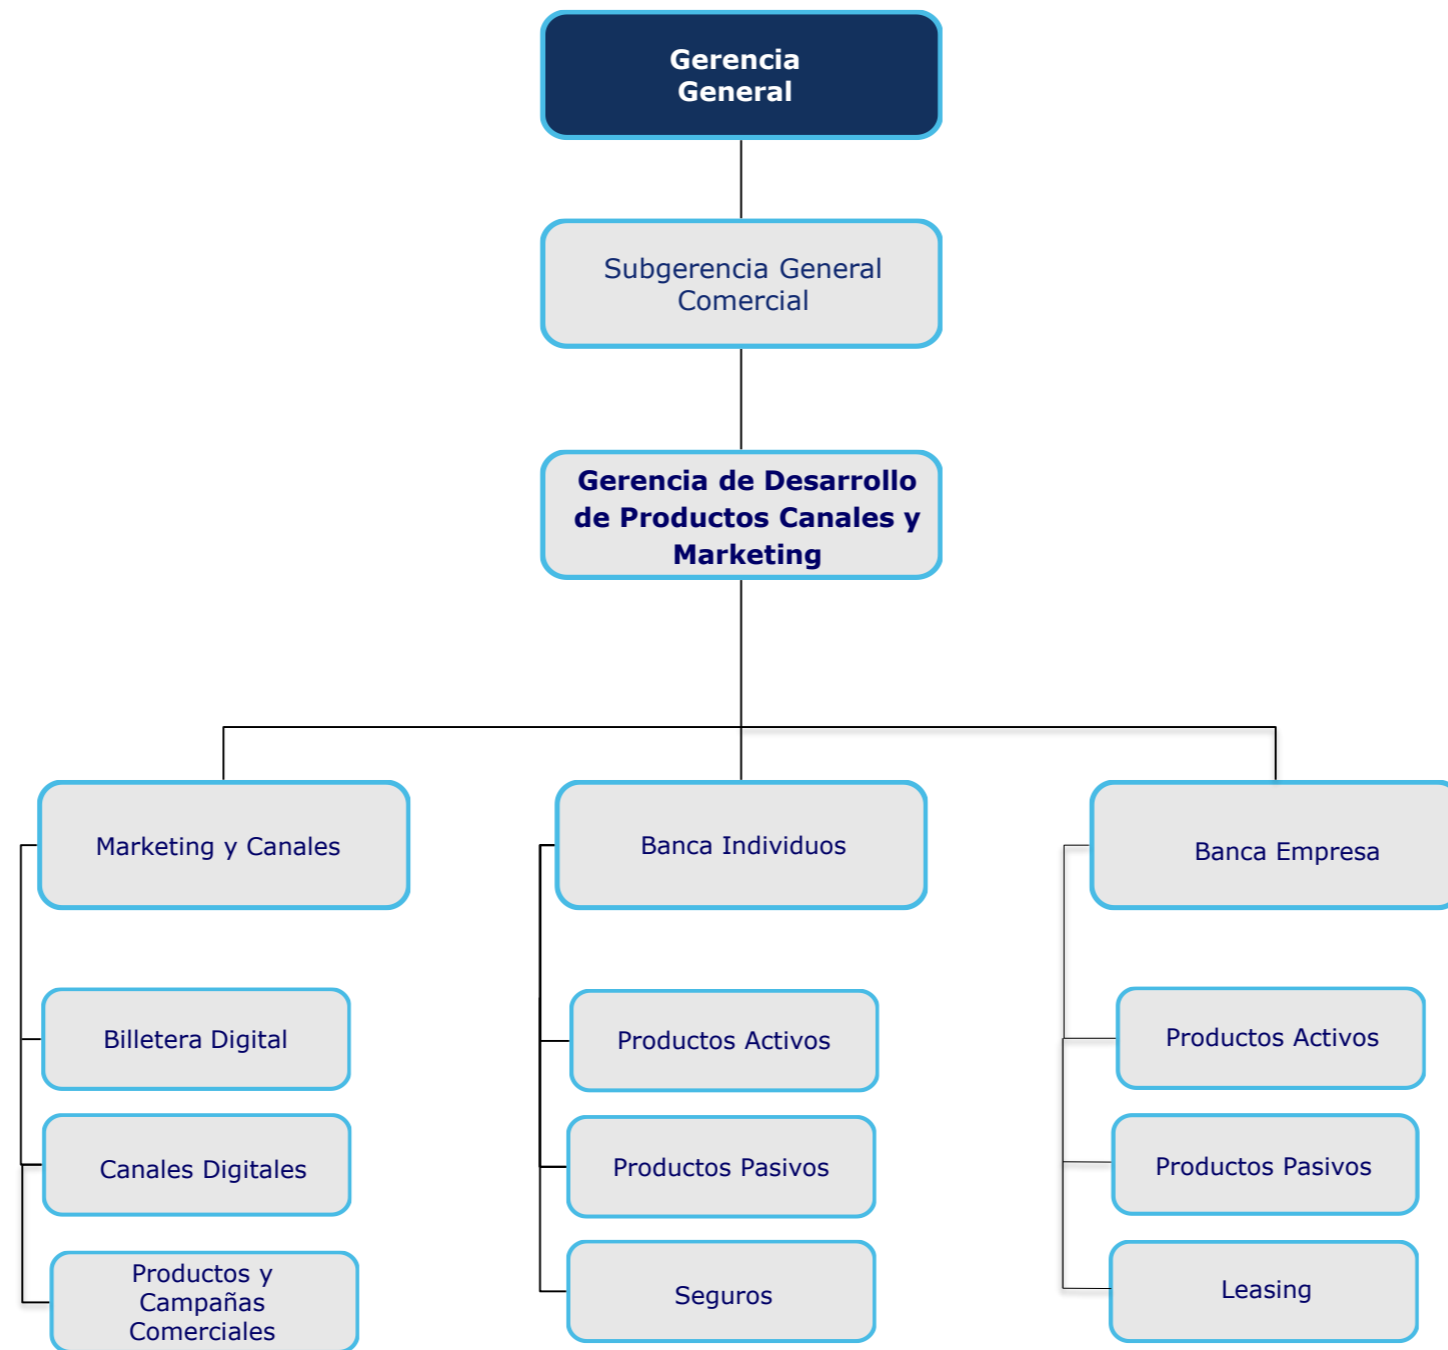 Gerencia
General
Subgerencia General
Comercial
Gerencia de Desarrollo
de Productos Canales y
Marketing
Marketing y Canales
Banca Individuos
Banca Empresa
Billetera Digital
Productos Activos
Productos Activos
Canales Digitales
Productos Pasivos
Productos Pasivos
Productos y
Campañas
Comerciales
Seguros
Leasing